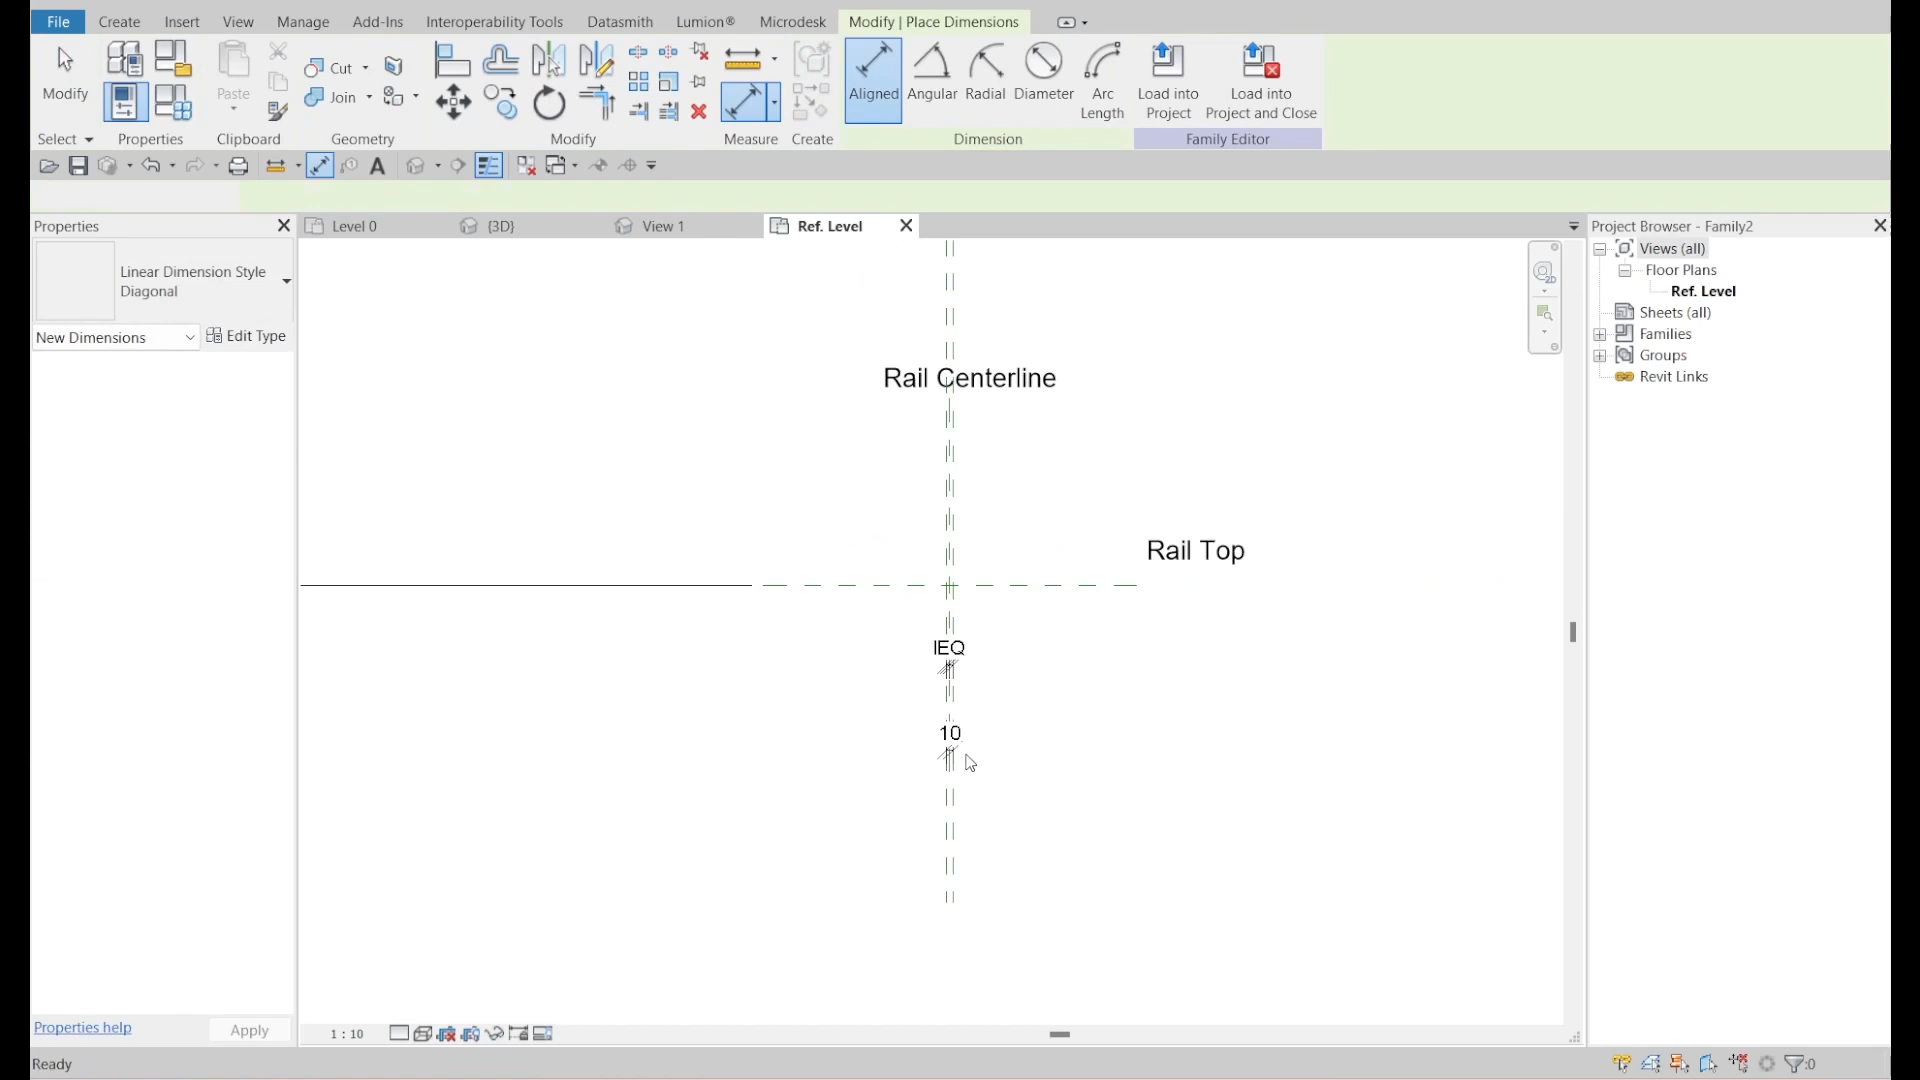 File Create Insert View Manage Add-Ins Interoperability Tools Datasmith Lumion® Microdesk Modify | Place Dimensions
Modify Paste Cut Join Aligned Angular Radial Diameter Arc Length Load into Project Load into Project and Close
Select Properties Clipboard Geometry Modify Measure Create Dimension Family Editor
A
Properties Level 0 {3D} View 1 Ref. Level Project Browser - Family2
Linear Dimension Style
Diagonal
New Dimensions Edit Type
Views (all)
Floor Plans
Ref. Level
Sheets (all)
Families
Groups
Revit Links
2D
Rail Centerline
Rail Top
EQ
10
Properties help Apply
1 : 10
Ready :0